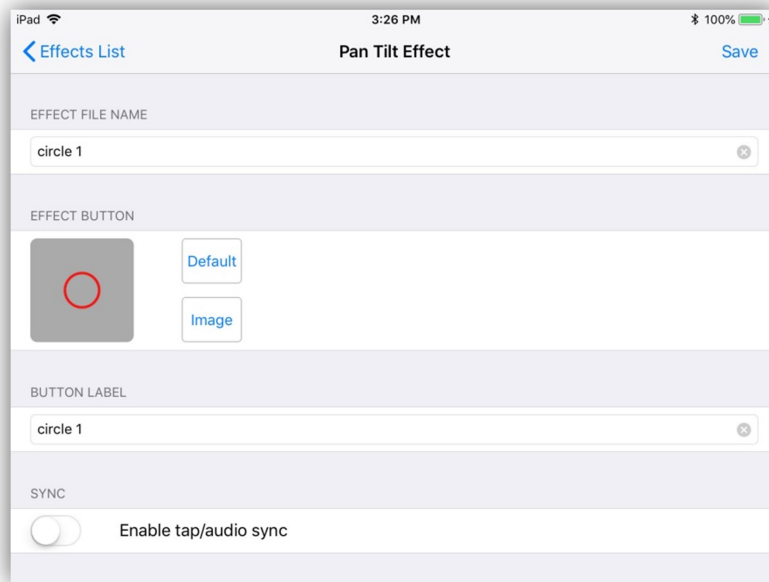 iPad 3:26 PM 100%
Effects List Pan Tilt Effect Save
EFFECT FILE NAME
circle 1
EFFECT BUTTON
Default
Image
BUTTON LABEL
circle 1
SYNC
Enable tap/audio sync